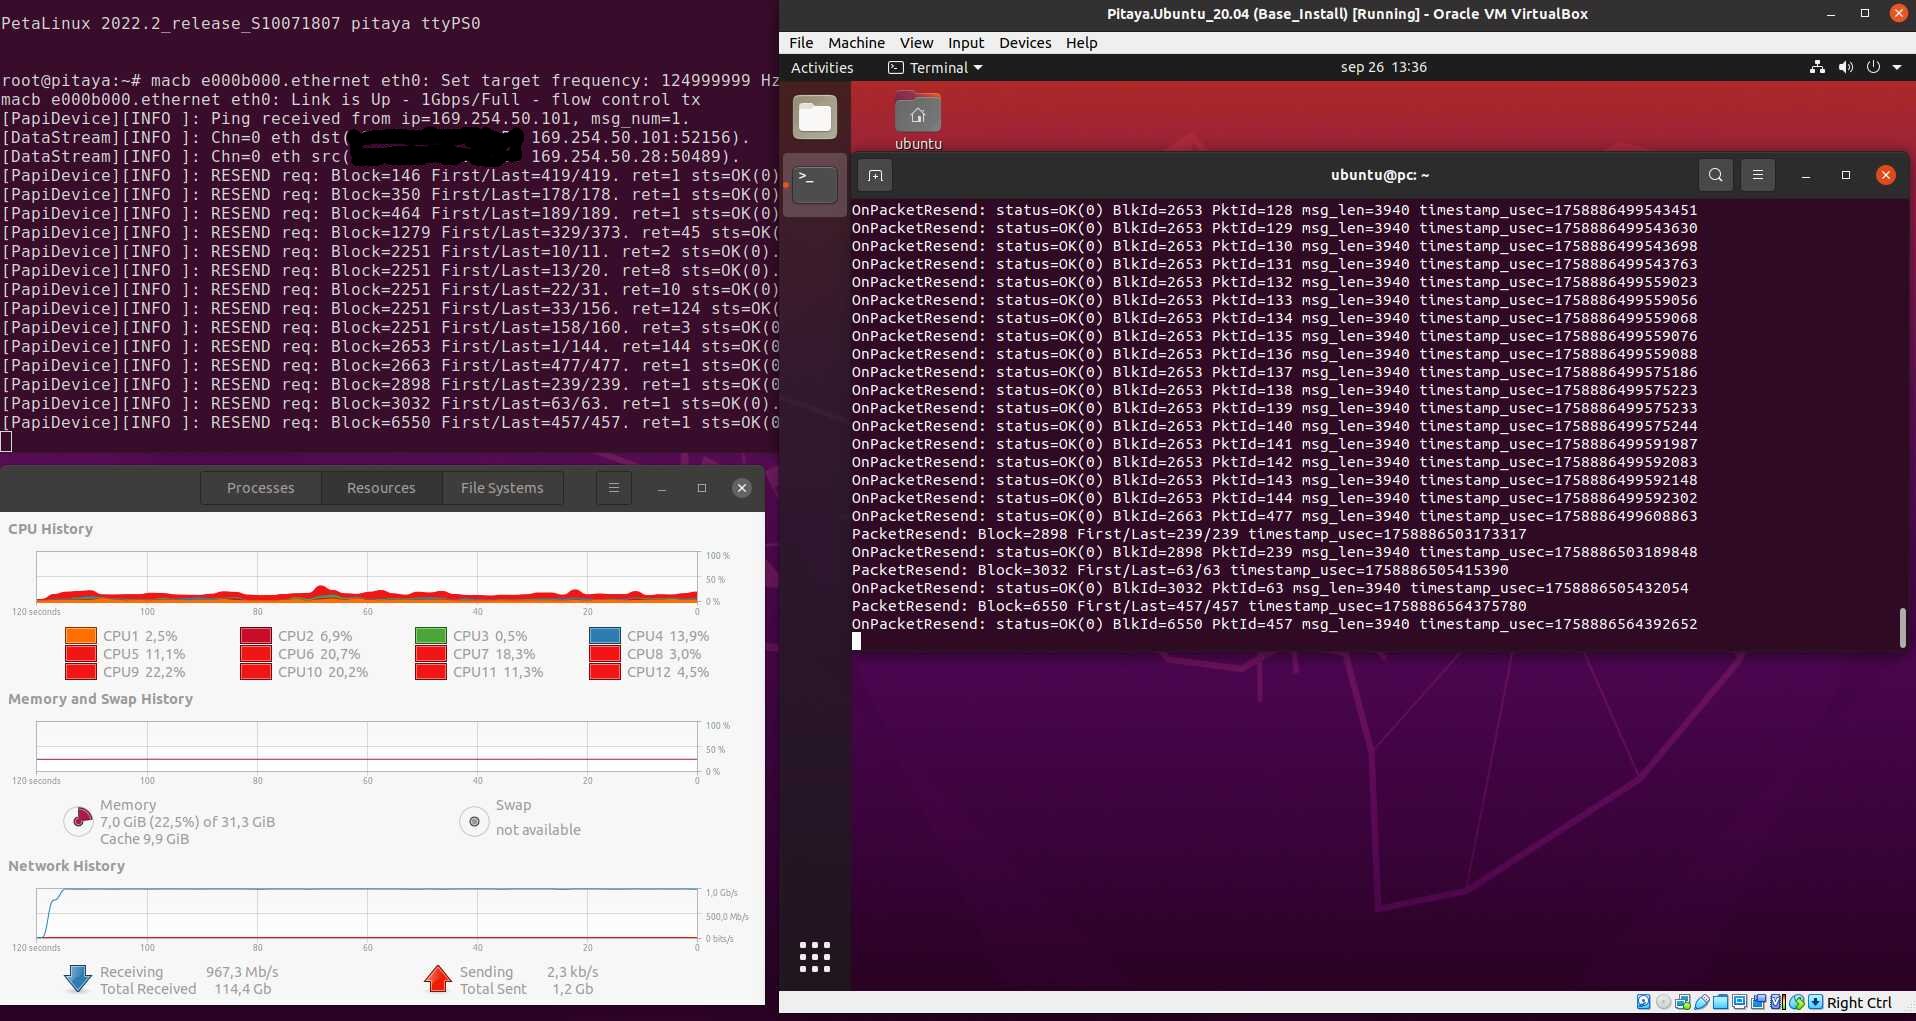 PetaLinux 2022.2_release_S10071807 pitaya ttyPS0
root@pitaya:~# macb e000b000.ethernet eth0: Set target frequency: 124999999 Hz
macb e000b000.ethernet eth0: Link is Up - 1Gbps/Full - flow control tx
[PapiDevice][INFO ]: Ping received from ip=169.254.50.101, msg_num=1.
[DataStream][INFO ]: Chn=0 eth dst( 169.254.50.101:52156).
[DataStream][INFO ]: Chn=0 eth src( 169.254.50.28:50489).
[PapiDevice][INFO ]: RESEND req: Block=146 First/Last=419/419. ret=1 sts=OK(0)
[PapiDevice][INFO ]: RESEND req: Block=350 First/Last=178/178. ret=1 sts=OK(0)
[PapiDevice][INFO ]: RESEND req: Block=464 First/Last=189/189. ret=1 sts=OK(0)
[PapiDevice][INFO ]: RESEND req: Block=1279 First/Last=329/373. ret=45 sts=OK(
[PapiDevice][INFO ]: RESEND req: Block=2251 First/Last=10/11. ret=2 sts=OK(0).
[PapiDevice][INFO ]: RESEND req: Block=2251 First/Last=13/20. ret=8 sts=OK(0).
[PapiDevice][INFO ]: RESEND req: Block=2251 First/Last=22/31. ret=10 sts=OK(0)
[PapiDevice][INFO ]: RESEND req: Block=2251 First/Last=33/156. ret=124 sts=OK(
[PapiDevice][INFO ]: RESEND req: Block=2251 First/Last=158/160. ret=3 sts=OK(0
[PapiDevice][INFO ]: RESEND req: Block=2653 First/Last=1/144. ret=144 sts=OK(0
[PapiDevice][INFO ]: RESEND req: Block=2663 First/Last=477/477. ret=1 sts=OK(0
[PapiDevice][INFO ]: RESEND req: Block=2898 First/Last=239/239. ret=1 sts=OK(0
[PapiDevice][INFO ]: RESEND req: Block=3032 First/Last=63/63. ret=1 sts=OK(0).
[PapiDevice][INFO ]: RESEND req: Block=6550 First/Last=457/457. ret=1 sts=OK(0
Processes Resources File Systems
CPU History
100 %
50 %
0 %
120 seconds 100 80 60 40 20 0
CPU1 2,5% CPU2 6,9% CPU3 0,5% CPU4 13,9%
CPU5 11,1% CPU6 20,7% CPU7 18,3% CPU8 3,0%
CPU9 22,2% CPU10 20,2% CPU11 11,3% CPU12 4,5%
Memory and Swap History
100 %
50 %
0 %
120 seconds 100 80 60 40 20 0
Memory
7,0 GiB (22,5%) of 31,3 GiB
Cache 9,9 GiB
Swap
not available
Network History
1,0 Gb/s
500,0 Mb/s
0 bits/s
120 seconds 100 80 60 40 20 0
Receiving 967,3 Mb/s
Total Received 114,4 Gb
Sending 2,3 kb/s
Total Sent 1,2 Gb
Pitaya.Ubuntu_20.04 (Base_Install) [Running] - Oracle VM VirtualBox
File Machine View Input Devices Help
Activities Terminal sep 26 13:36
ubuntu
ubuntu@pc: ~
OnPacketResend: status=OK(0) BlkId=2653 PktId=128 msg_len=3940 timestamp_usec=1758886499543451
OnPacketResend: status=OK(0) BlkId=2653 PktId=129 msg_len=3940 timestamp_usec=1758886499543630
OnPacketResend: status=OK(0) BlkId=2653 PktId=130 msg_len=3940 timestamp_usec=1758886499543698
OnPacketResend: status=OK(0) BlkId=2653 PktId=131 msg_len=3940 timestamp_usec=1758886499543763
OnPacketResend: status=OK(0) BlkId=2653 PktId=132 msg_len=3940 timestamp_usec=1758886499559023
OnPacketResend: status=OK(0) BlkId=2653 PktId=133 msg_len=3940 timestamp_usec=1758886499559056
OnPacketResend: status=OK(0) BlkId=2653 PktId=134 msg_len=3940 timestamp_usec=1758886499559068
OnPacketResend: status=OK(0) BlkId=2653 PktId=135 msg_len=3940 timestamp_usec=1758886499559076
OnPacketResend: status=OK(0) BlkId=2653 PktId=136 msg_len=3940 timestamp_usec=1758886499559088
OnPacketResend: status=OK(0) BlkId=2653 PktId=137 msg_len=3940 timestamp_usec=1758886499575186
OnPacketResend: status=OK(0) BlkId=2653 PktId=138 msg_len=3940 timestamp_usec=1758886499575223
OnPacketResend: status=OK(0) BlkId=2653 PktId=139 msg_len=3940 timestamp_usec=1758886499575233
OnPacketResend: status=OK(0) BlkId=2653 PktId=140 msg_len=3940 timestamp_usec=1758886499575244
OnPacketResend: status=OK(0) BlkId=2653 PktId=141 msg_len=3940 timestamp_usec=1758886499591987
OnPacketResend: status=OK(0) BlkId=2653 PktId=142 msg_len=3940 timestamp_usec=1758886499592083
OnPacketResend: status=OK(0) BlkId=2653 PktId=143 msg_len=3940 timestamp_usec=1758886499592148
OnPacketResend: status=OK(0) BlkId=2653 PktId=144 msg_len=3940 timestamp_usec=1758886499592302
OnPacketResend: status=OK(0) BlkId=2663 PktId=477 msg_len=3940 timestamp_usec=1758886499608863
PacketResend: Block=2898 First/Last=239/239 timestamp_usec=1758886503173317
OnPacketResend: status=OK(0) BlkId=2898 PktId=239 msg_len=3940 timestamp_usec=1758886503189848
PacketResend: Block=3032 First/Last=63/63 timestamp_usec=1758886505415390
OnPacketResend: status=OK(0) BlkId=3032 PktId=63 msg_len=3940 timestamp_usec=1758886505432054
PacketResend: Block=6550 First/Last=457/457 timestamp_usec=1758886564375780
OnPacketResend: status=OK(0) BlkId=6550 PktId=457 msg_len=3940 timestamp_usec=1758886564392652
Right Ctrl